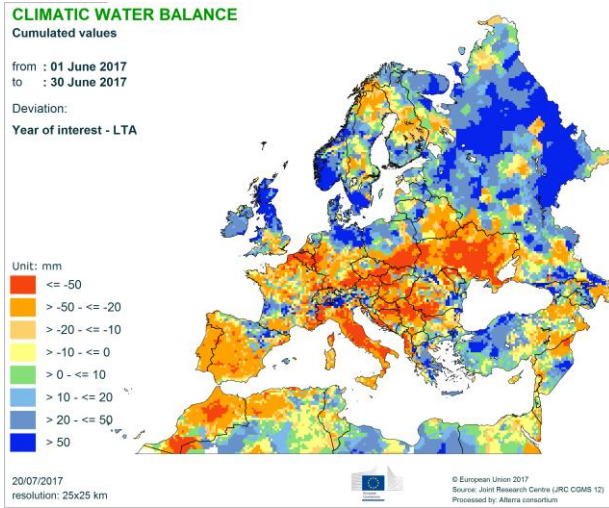 CLIMATIC WATER BALANCE
Cumulated values
from : 01 June 2017
to : 30 June 2017
Deviation:
Year of interest - LTA
Unit: mm
<= -50
> -50 - <= -20
> -20 - <= -10
> -10 - <= 0
> 0 - <= 10
> 10 - <= 20
> 20 - <= 50
> 50
20/07/2017
resolution: 25x25 km
European
Commission
© European Union 2017
Source: Joint Research Centre (JRC CGMS 12)
Processed by: Alterra consortium